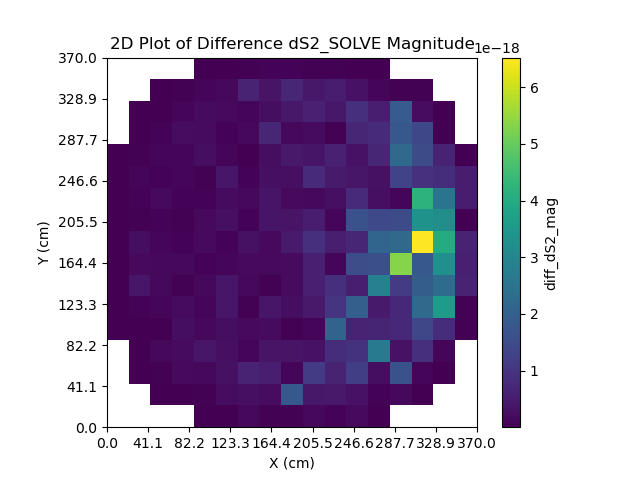 2D Plot of Difference dS2_SOLVE Magnitude
1e−18
370.0
328.9
287.7
246.6
205.5
164.4
123.3
82.2
41.1
0.0
Y (cm)
0.0 41.1 82.2 123.3 164.4 205.5 246.6 287.7 328.9 370.0
X (cm)
6
5
4
3
2
1
diff_dS2_mag